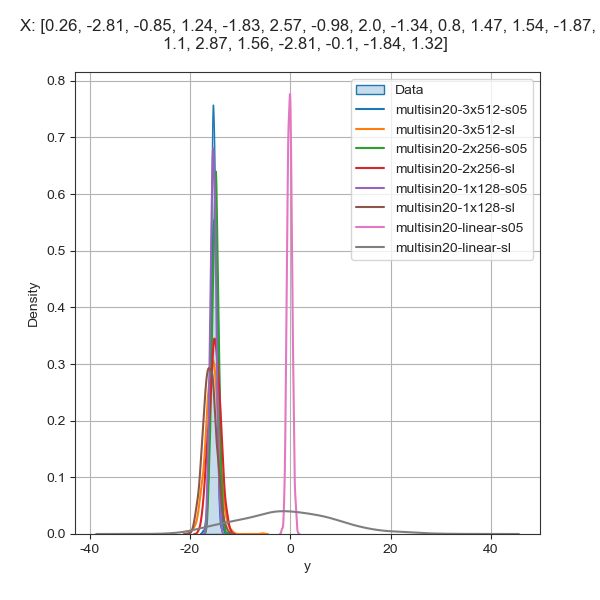 X: [0.26, -2.81, -0.85, 1.24, -1.83, 2.57, -0.98, 2.0, -1.34, 0.8, 1.47, 1.54, -1.87,
1.1, 2.87, 1.56, -2.81, -0.1, -1.84, 1.32]
0.8
0.7
0.6
0.5
0.4
0.3
0.2
0.1
0.0
Density
Data
multisin20-3x512-s05
multisin20-3x512-sl
multisin20-2x256-s05
multisin20-2x256-sl
multisin20-1x128-s05
multisin20-1x128-sl
multisin20-linear-s05
multisin20-linear-sl
-40 -20 0 20 40
y